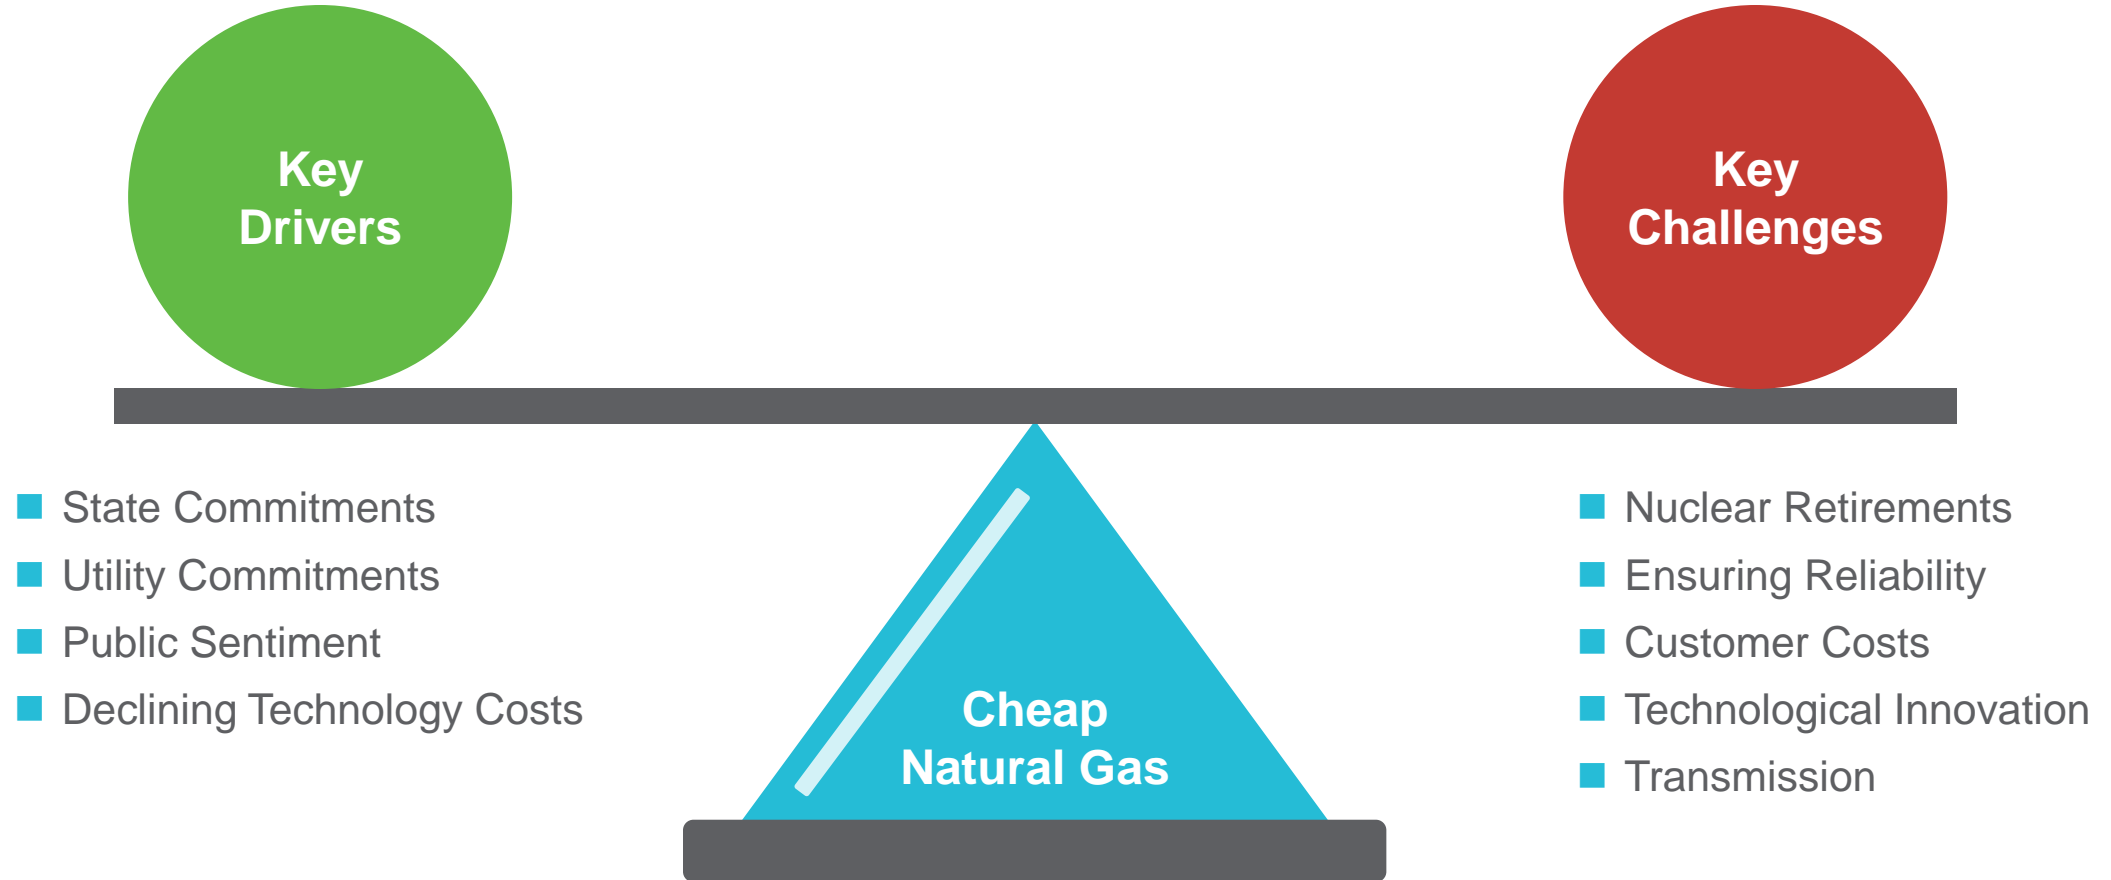 Key
Drivers
Key
Challenges
State Commitments
Utility Commitments
Public Sentiment
Declining Technology Costs
Cheap
Natural Gas
Nuclear Retirements
Ensuring Reliability
Customer Costs
Technological Innovation
Transmission